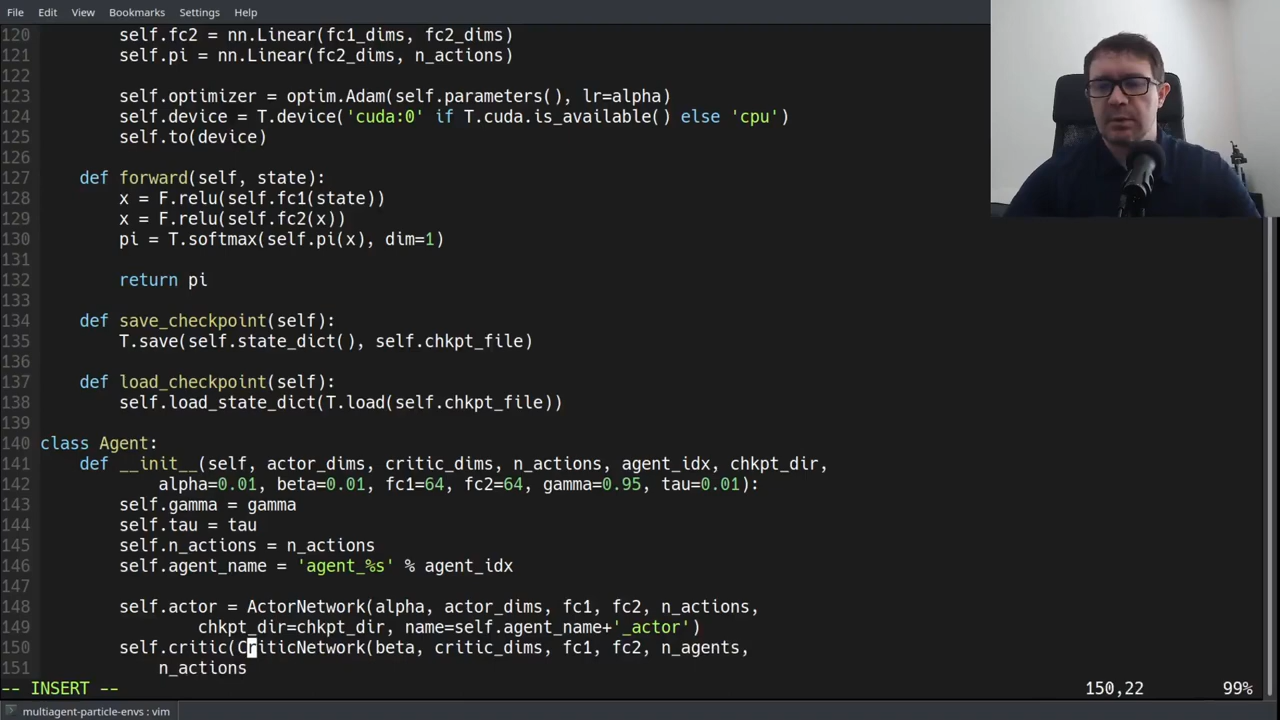 File Edit View Bookmarks Settings Help
120 self.fc2 = nn.Linear(fc1_dims, fc2_dims)
121 self.pi = nn.Linear(fc2_dims, n_actions)
122
123 self.optimizer = optim.Adam(self.parameters(), lr=alpha)
124 self.device = T.device('cuda:0' if T.cuda.is_available() else 'cpu')
125 self.to(device)
126
127 def forward(self, state):
128 x = F.relu(self.fc1(state))
129 x = F.relu(self.fc2(x))
130 pi = T.softmax(self.pi(x), dim=1)
131
132 return pi
133
134 def save_checkpoint(self):
135 T.save(self.state_dict(), self.chkpt_file)
136
137 def load_checkpoint(self):
138 self.load_state_dict(T.load(self.chkpt_file))
139
140 class Agent:
141 def __init__(self, actor_dims, critic_dims, n_actions, agent_idx, chkpt_dir,
142 alpha=0.01, beta=0.01, fc1=64, fc2=64, gamma=0.95, tau=0.01):
143 self.gamma = gamma
144 self.tau = tau
145 self.n_actions = n_actions
146 self.agent_name = 'agent_%s' % agent_idx
147
148 self.actor = ActorNetwork(alpha, actor_dims, fc1, fc2, n_actions,
149 chkpt_dir=chkpt_dir, name=self.agent_name+'_actor')
150 self.critic(CriticNetwork(beta, critic_dims, fc1, fc2, n_agents,
151 n_actions
-- INSERT -- 150,22 99%
multiagent-particle-envs : vim